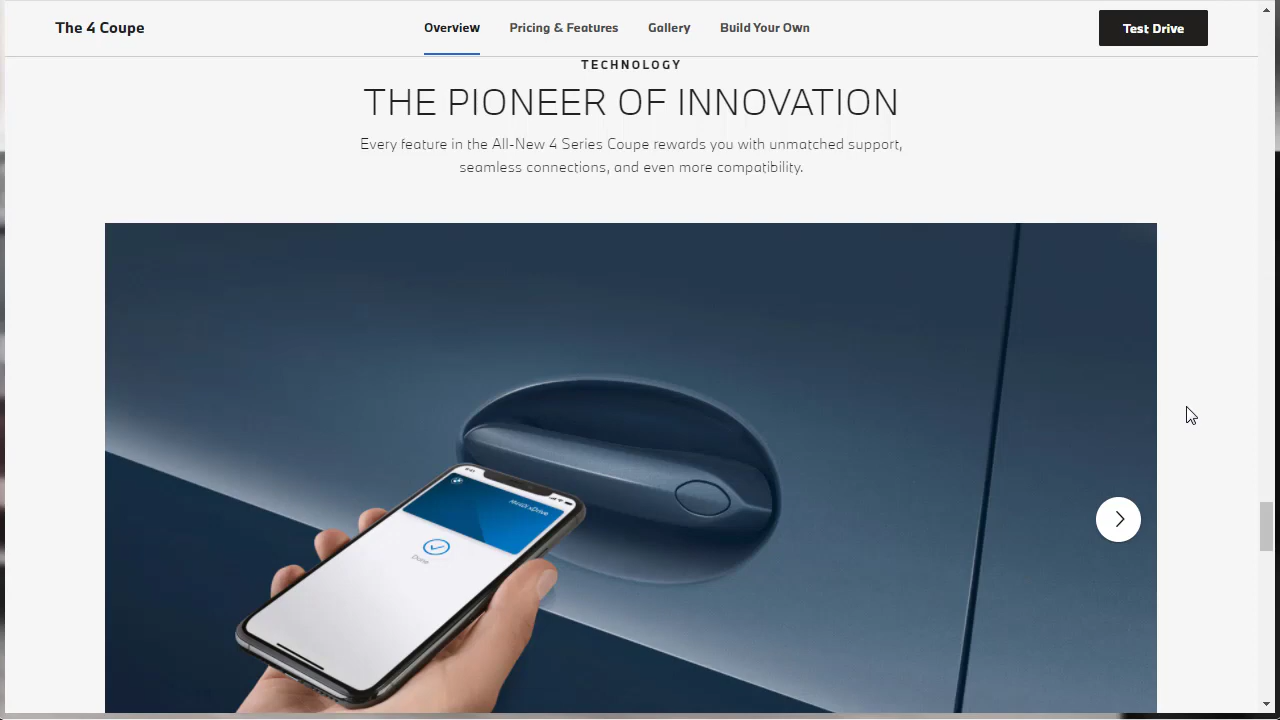 The 4 Coupe
Overview
Pricing & Features
Gallery
Build Your Own
Test Drive
TECHNOLOGY
THE PIONEER OF INNOVATION
Every feature in the All-New 4 Series Coupe rewards you with unmatched support,
seamless connections, and even more compatibility.
Done